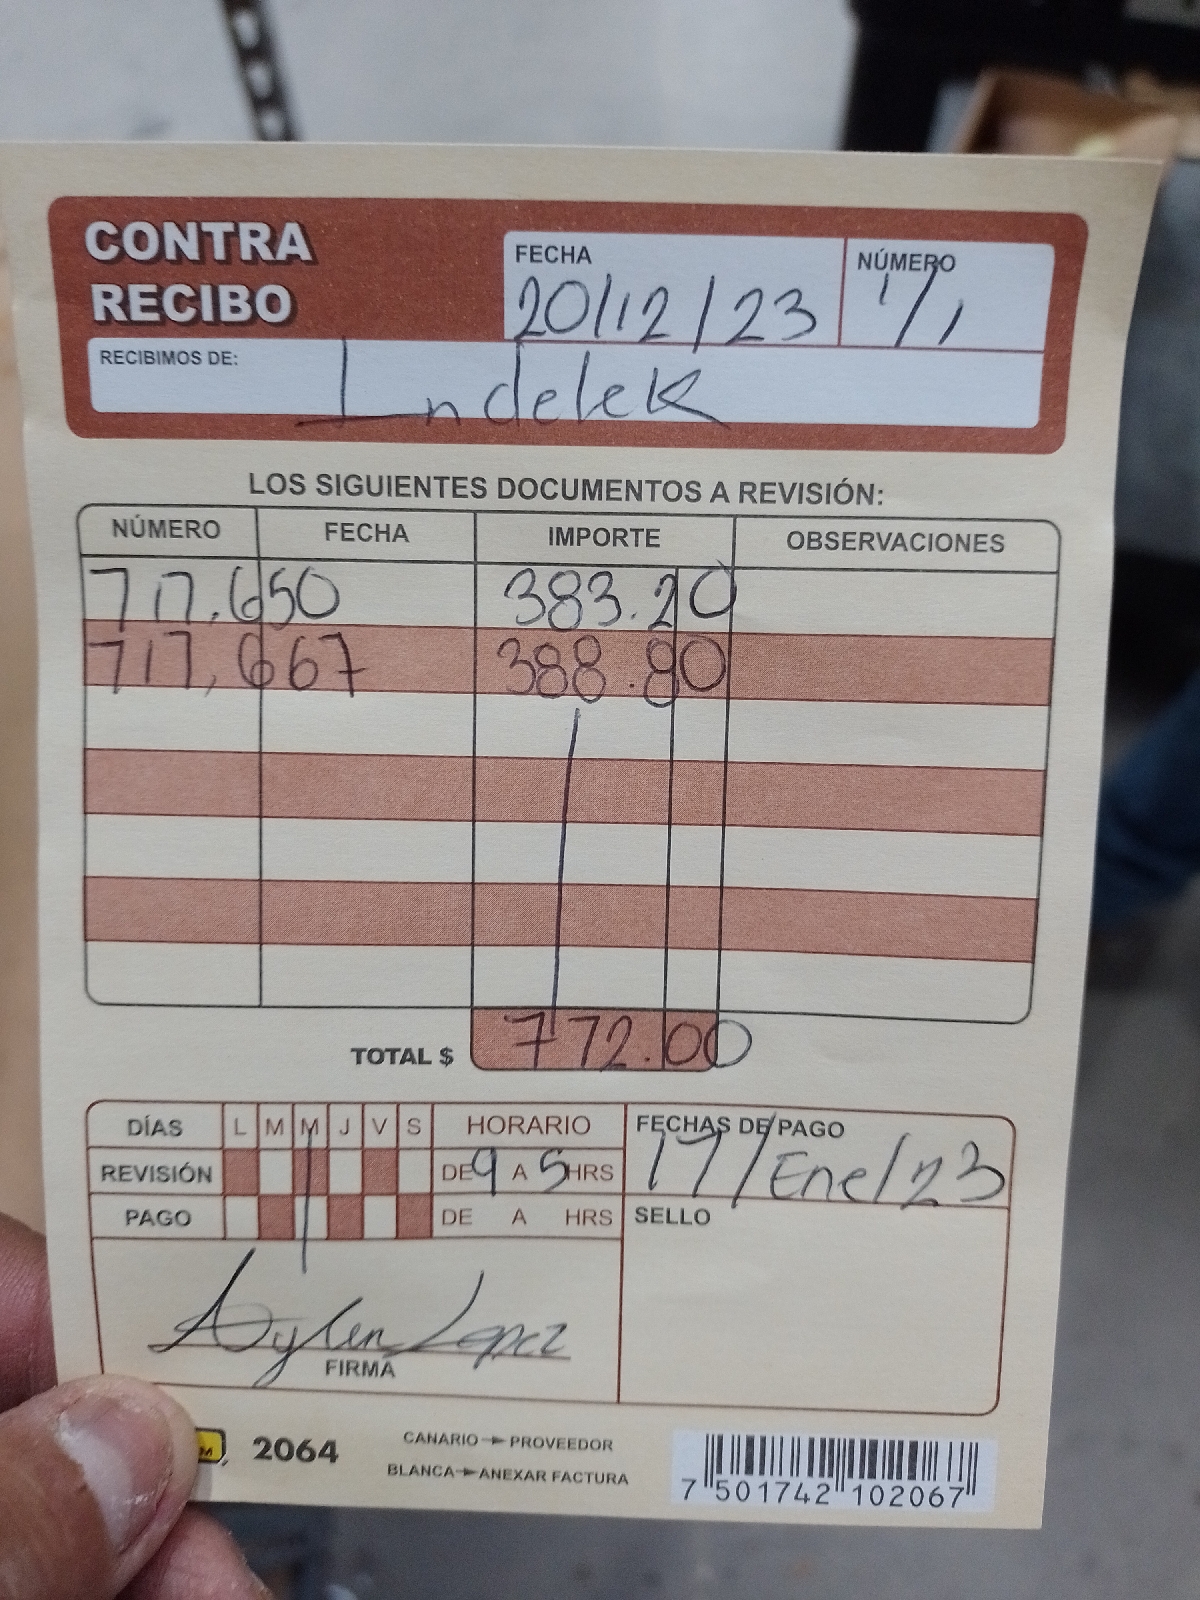 CONTRA RECIBO
FECHA
20/12/23
NÚMERO
1/1
RECIBIMOS DE: Indelek
LOS SIGUIENTES DOCUMENTOS A REVISIÓN:
NÚMERO FECHA IMPORTE OBSERVACIONES
717,650 383.20
717,667 388.80
TOTAL $ 772.00
DÍAS L M M J V S HORARIO
REVISIÓN DE 9 A 5 HRS
PAGO DE A HRS
FECHAS DE PAGO
17/Ene/23
SELLO
Aylen Lopez
FIRMA
2064
CANARIO PROVEEDOR
BLANCA ANEXAR FACTURA
7 501742 102067